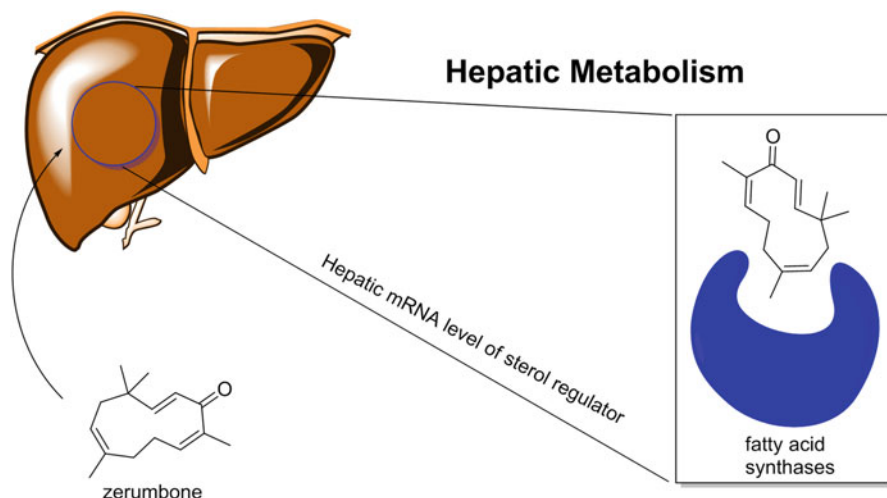 Hepatic Metabolism
O
Hepatic mRNA level of sterol regulator
O
zerumbone
fatty acid
synthases